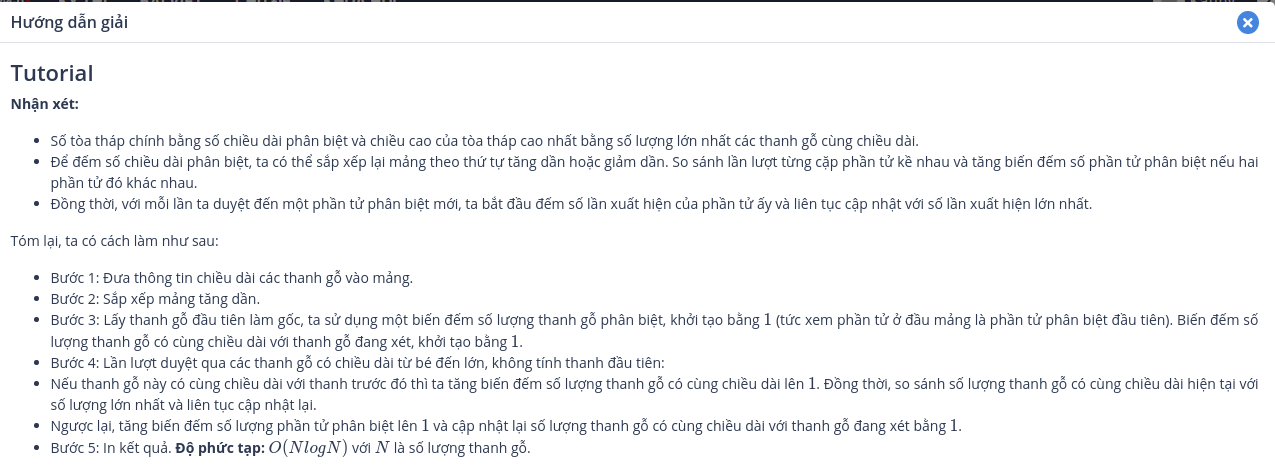 Hướng dẫn giải
Tutorial
Nhận xét:
• Số tòa tháp chính bằng số chiều dài phân biệt và chiều cao của tòa tháp cao nhất bằng số lượng lớn nhất các thanh gỗ cùng chiều dài.
• Để đếm số chiều dài phân biệt, ta có thể sắp xếp lại mảng theo thứ tự tăng dần hoặc giảm dần. So sánh lần lượt từng cặp phần tử kề nhau và tăng biến đếm số phần tử phân biệt nếu hai
phần tử đó khác nhau.
• Đồng thời, với mỗi lần ta duyệt đến một phần tử phân biệt mới, ta bắt đầu đếm số lần xuất hiện của phần tử ấy và liên tục cập nhật với số lần xuất hiện lớn nhất.
Tóm lại, ta có cách làm như sau:
• Bước 1: Đưa thông tin chiều dài các thanh gỗ vào mảng.
• Bước 2: Sắp xếp mảng tăng dần.
• Bước 3: Lấy thanh gỗ đầu tiên làm gốc, ta sử dụng một biến đếm số lượng thanh gỗ phân biệt, khởi tạo bằng 1 (tức xem phần tử ở đầu mảng là phần tử phân biệt đầu tiên). Biến đếm số
lượng thanh gỗ có cùng chiều dài với thanh gỗ đang xét, khởi tạo bằng 1.
• Bước 4: Lần lượt duyệt qua các thanh gỗ có chiều dài từ bé đến lớn, không tính thanh đầu tiên:
• Nếu thanh gỗ này có cùng chiều dài với thanh trước đó thì ta tăng biến đếm số lượng thanh gỗ có cùng chiều dài lên 1. Đồng thời, so sánh số lượng thanh gỗ có cùng chiều dài hiện tại với
số lượng lớn nhất và liên tục cập nhật lại.
• Ngược lại, tăng biến đếm số lượng phần tử phân biệt lên 1 và cập nhật lại số lượng thanh gỗ có cùng chiều dài với thanh gỗ đang xét bằng 1.
• Bước 5: In kết quả. Độ phức tạp: O(NlogN) với N là số lượng thanh gỗ.